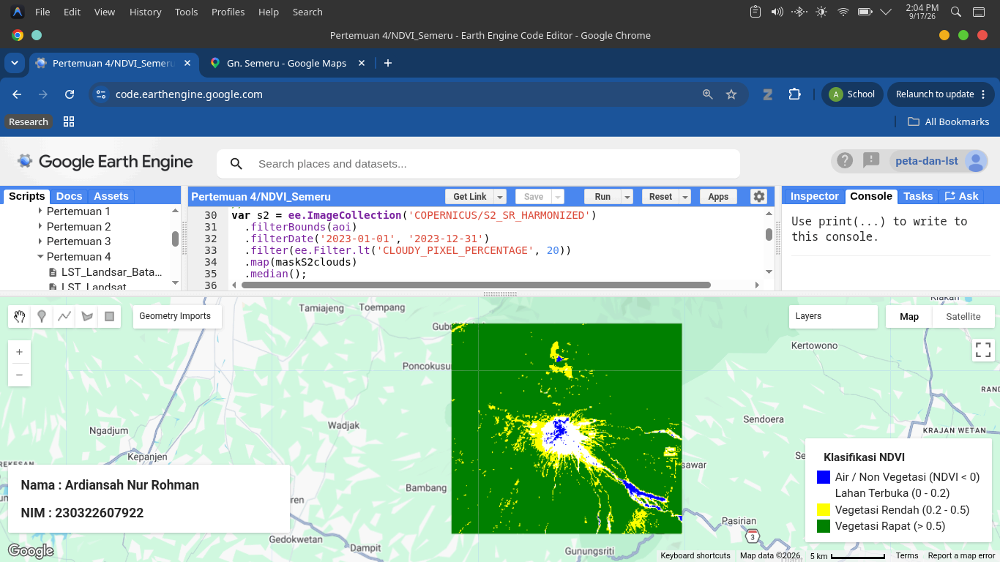 File Edit View History Tools Profiles Help Search
2:04 PM
9/17/26
Pertemuan 4/NDVI_Semeru - Earth Engine Code Editor - Google Chrome
Pertemuan 4/NDVI_Semeru
Gn. Semeru - Google Maps
code.earthengine.google.com
A School
Relaunch to update
Research
All Bookmarks
Google Earth Engine
Search places and datasets...
peta-dan-lst
Scripts Docs Assets
Pertemuan 1
Pertemuan 2
Pertemuan 3
Pertemuan 4
LST_Landsar_Bata...
LST_Landsat
Pertemuan 4/NDVI_Semeru
Get Link Save Run Reset Apps
30 var s2 = ee.ImageCollection('COPERNICUS/S2_SR_HARMONIZED')
31 .filterBounds(aoi)
32 .filterDate('2023-01-01', '2023-12-31')
33 .filter(ee.Filter.lt('CLOUDY_PIXEL_PERCENTAGE', 20))
34 .map(maskS2clouds)
35 .median();
36
Inspector Console Tasks Ask
Use print(...) to write to
this console.
Geometry Imports
Layers
Map Satellite
+
−
Tamiajeng
Toempang
Klakah
Kertowono
Poncokusu
Ngadjum
Wadjak
Sendoera
KRAJAN WETAN
Kepanjen
REKESAN
sawar
Bambang
Pasirian
3
Gedokwetan
Dampit
Gunungsriti
Nama : Ardiansah Nur Rohman
NIM : 230322607922
Klasifikasi NDVI
Air / Non Vegetasi (NDVI < 0)
Lahan Terbuka (0 - 0.2)
Vegetasi Rendah (0.2 - 0.5)
Vegetasi Rapat (> 0.5)
Google
Keyboard shortcuts Map data ©2026 5 km Terms Report a map error